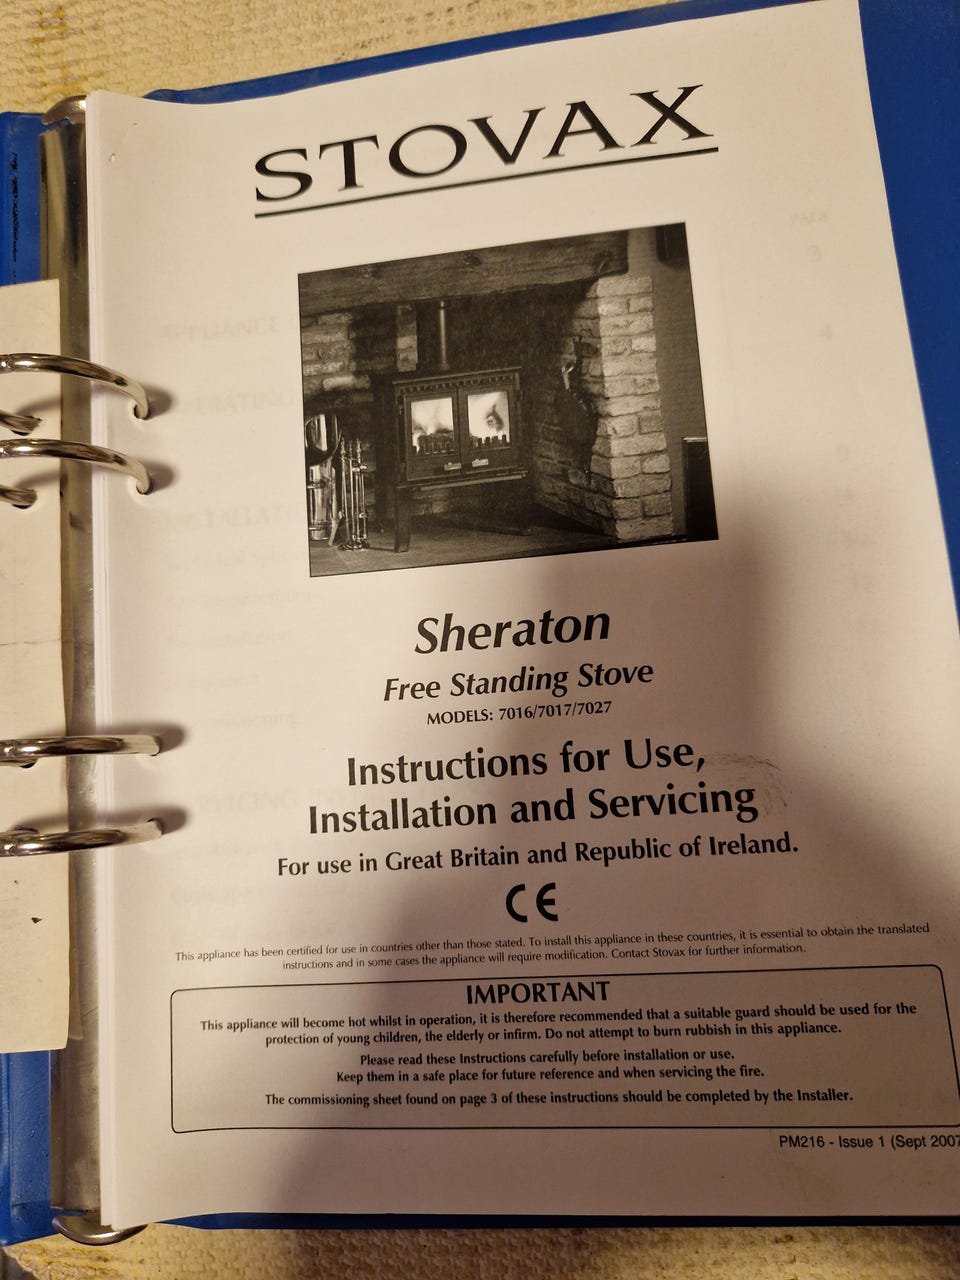 STOVAX
Sheraton
Free Standing Stove
MODELS: 7016/7017/7027
Instructions for Use,
Installation and Servicing
For use in Great Britain and Republic of Ireland.
CE
This appliance has been certified for use in countries other than those stated. To install this appliance in these countries, it is essential to obtain the translated
instructions and in some cases the appliance will require modification. Contact Stovax for further information.
IMPORTANT
This appliance will become hot whilst in operation, it is therefore recommended that a suitable guard should be used for the
protection of young children, the elderly or infirm. Do not attempt to burn rubbish in this appliance.
Please read these Instructions carefully before installation or use.
Keep them in a safe place for future reference and when servicing the fire.
The commissioning sheet found on page 3 of these instructions should be completed by the Installer.
PM216 - Issue 1 (Sept 2007